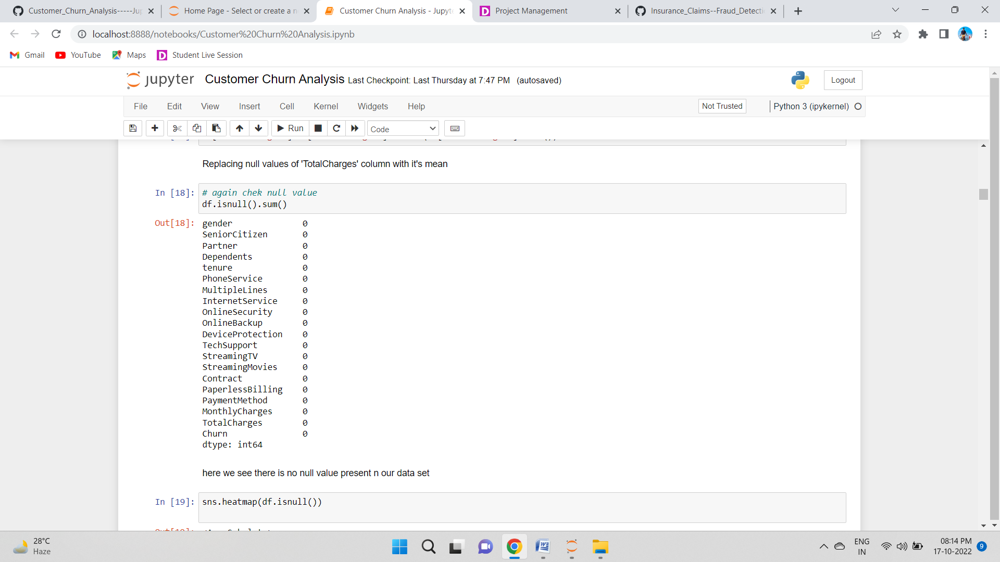 Customer_Churn_Analysis-----Ju
Home Page - Select or create a n
Customer Churn Analysis - Jupyte
Project Management
Insurance_Claims--Fraud_Detecti
localhost:8888/notebooks/Customer%20Churn%20Analysis.ipynb
Gmail YouTube Maps Student Live Session
jupyter Customer Churn Analysis Last Checkpoint: Last Thursday at 7:47 PM (autosaved) Logout
File Edit View Insert Cell Kernel Widgets Help Not Trusted Python 3 (ipykernel)
Run Code
Replacing null values of 'TotalCharges' column with it's mean
In [18]: # again chek null value
df.isnull().sum()
Out[18]: gender 0
SeniorCitizen 0
Partner 0
Dependents 0
tenure 0
PhoneService 0
MultipleLines 0
InternetService 0
OnlineSecurity 0
OnlineBackup 0
DeviceProtection 0
TechSupport 0
StreamingTV 0
StreamingMovies 0
Contract 0
PaperlessBilling 0
PaymentMethod 0
MonthlyCharges 0
TotalCharges 0
Churn 0
dtype: int64
here we see there is no null value present n our data set
In [19]: sns.heatmap(df.isnull())
28°C
Haze
ENG
IN
08:14 PM
17-10-2022
9